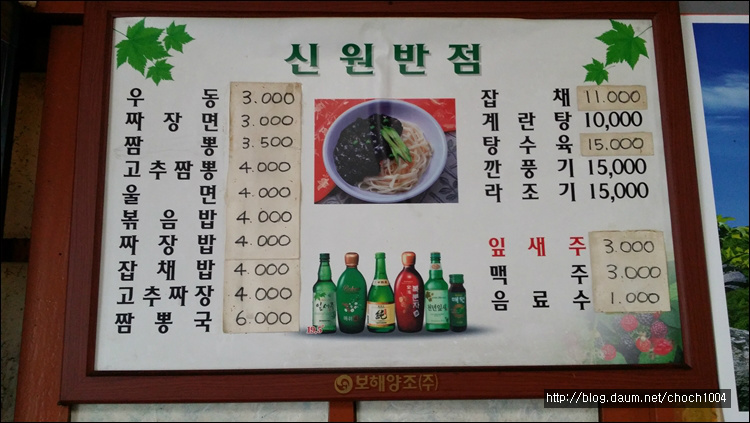 신원반점
우동 3.000
짜장면 3.000
짬뽕 3.500
고추짬뽕 4.000
울면 4.000
볶음밥 4.000
짜장밥 4.000
잡채밥 4.000
고추짜장 4.000
짬뽕국 6.000
잡채 11.000
계란탕 10,000
탕수육 15.000
깐풍기 15,000
라조기 15,000
잎새주 3.000
맥주 3.000
음료수 1.000
보해양조(주)
http://blog.daum.net/choch1004